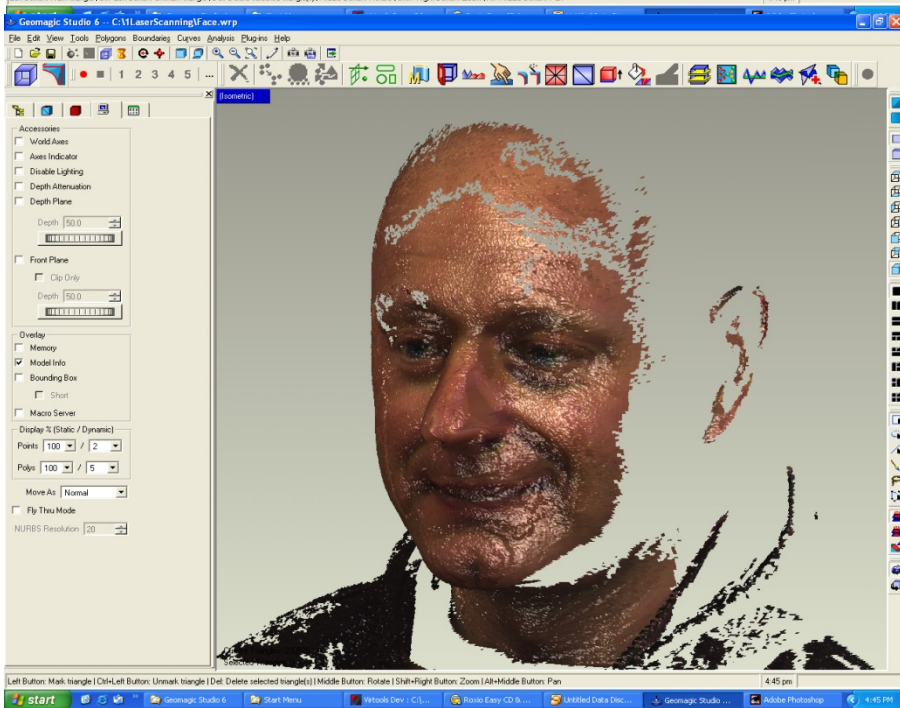 Geomagic Studio 6 -- C:\1LaserScanning\Face.wrp
File Edit View Tools Polygons Boundaries Curves Analysis Plug-ins Help
1 2 3 4 5 ...
(Isometric)
Accessories
World Axes
Axes Indicator
Disable Lighting
Depth Attenuation
Depth Plane
Depth 50.0
Front Plane
Clip Only
Depth 50.0
Overlay
Memory
Model Info
Bounding Box
Short
Macro Server
Display % (Static / Dynamic)
Points 100 / 2
Polys 100 / 5
Move As Normal
Fly Thru Mode
NURBS Resolution 20
Left Button: Mark triangle | Ctrl+Left Button: Unmark triangle | Del: Delete selected triangle(s) | Middle Button: Rotate | Shift+Right Button: Zoom | Alt+Middle Button: Pan
4:45 pm
start Geomagic Studio 6 Start Menu Vetools Dev : C:\... Roxio Easy CD &... Untitled Data Disc... Geomagic Studio ... Adobe Photoshop 4:45 PM